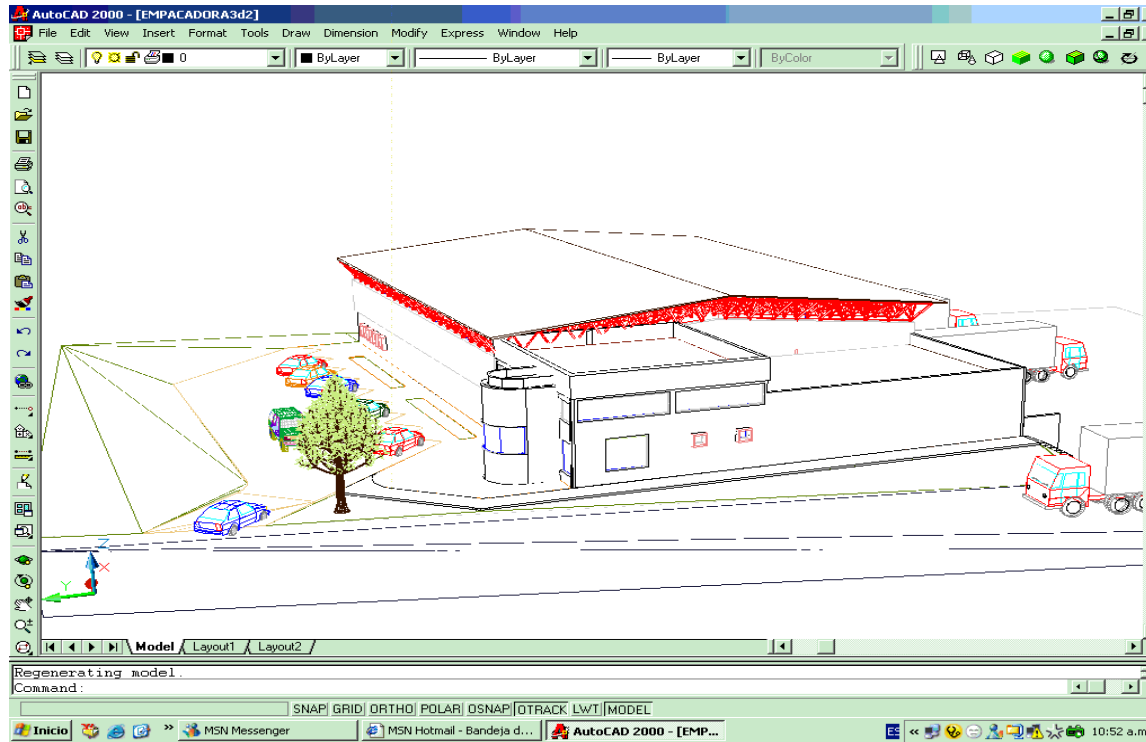 AutoCAD 2000 - [EMPACADORA3d2]
File Edit View Insert Format Tools Draw Dimension Modify Express Window Help
0 ByLayer ByLayer ByLayer ByColor
Z
X
Y
Model Layout1 Layout2
Regenerating model.
Command:
SNAP GRID ORTHO POLAR OSNAP OTRACK LWT MODEL
Inicio » MSN Messenger MSN Hotmail - Bandeja d... AutoCAD 2000 - [EMP... ES « 10:52 a.m